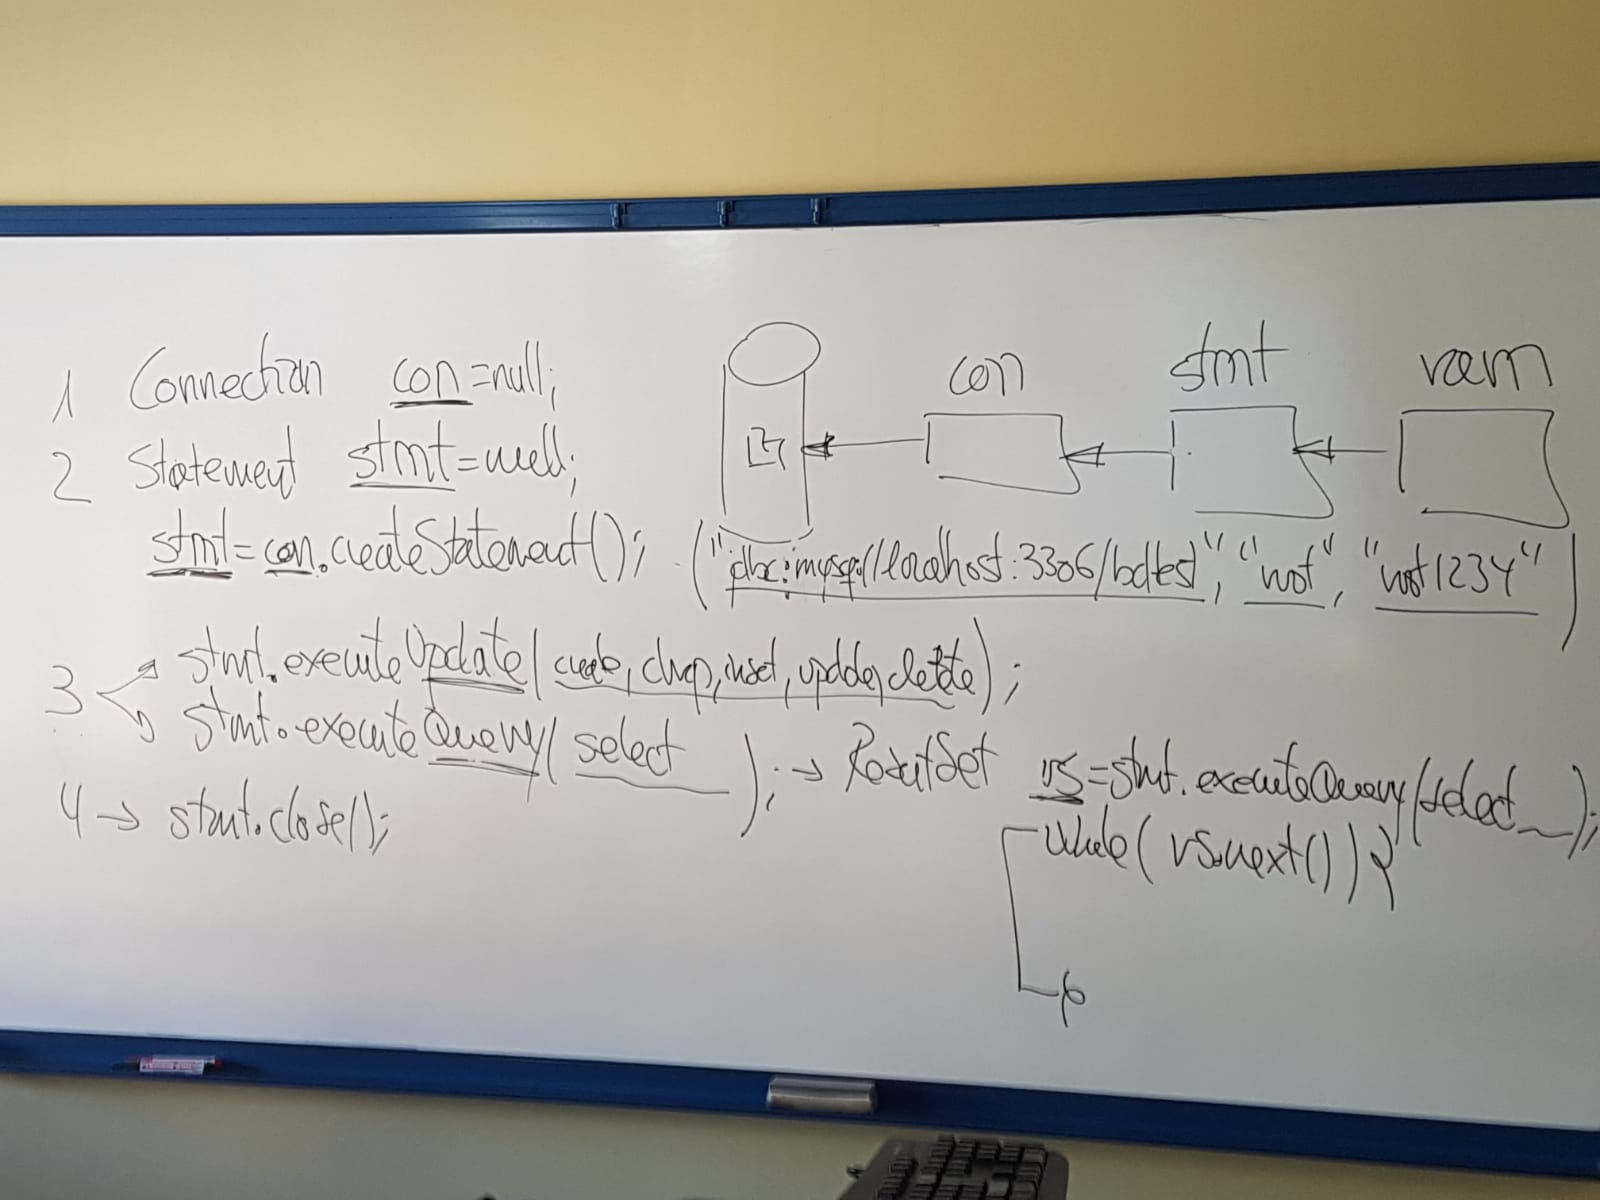 1 Connection con=null;
2 Statement stmt=null;
stmt=con.createStatement();
con
stmt
ram
BD
("jdbc:mysql//localhost:3306/bdtest", "root", "root1234")
3 stmt.executeUpdate(create, drop, insert, update, delete);
stmt.executeQuery(select ); → ResultSet rs=stmt.executeQuery(select );
while(rs.next()){
}
4 → stmt.close();